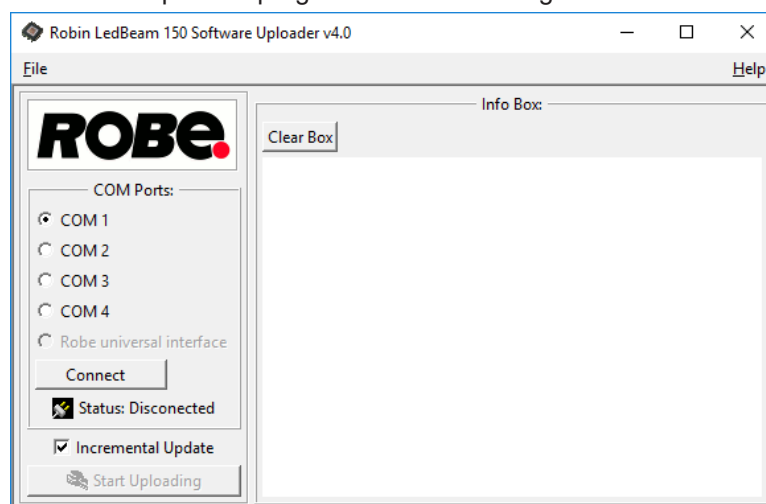 Robin LedBeam 150 Software Uploader v4.0
File
Help
ROBE.
COM Ports:
COM 1
COM 2
COM 3
COM 4
Robe universal interface
Connect
Status: Disconected
Incremental Update
Start Uploading
Info Box:
Clear Box